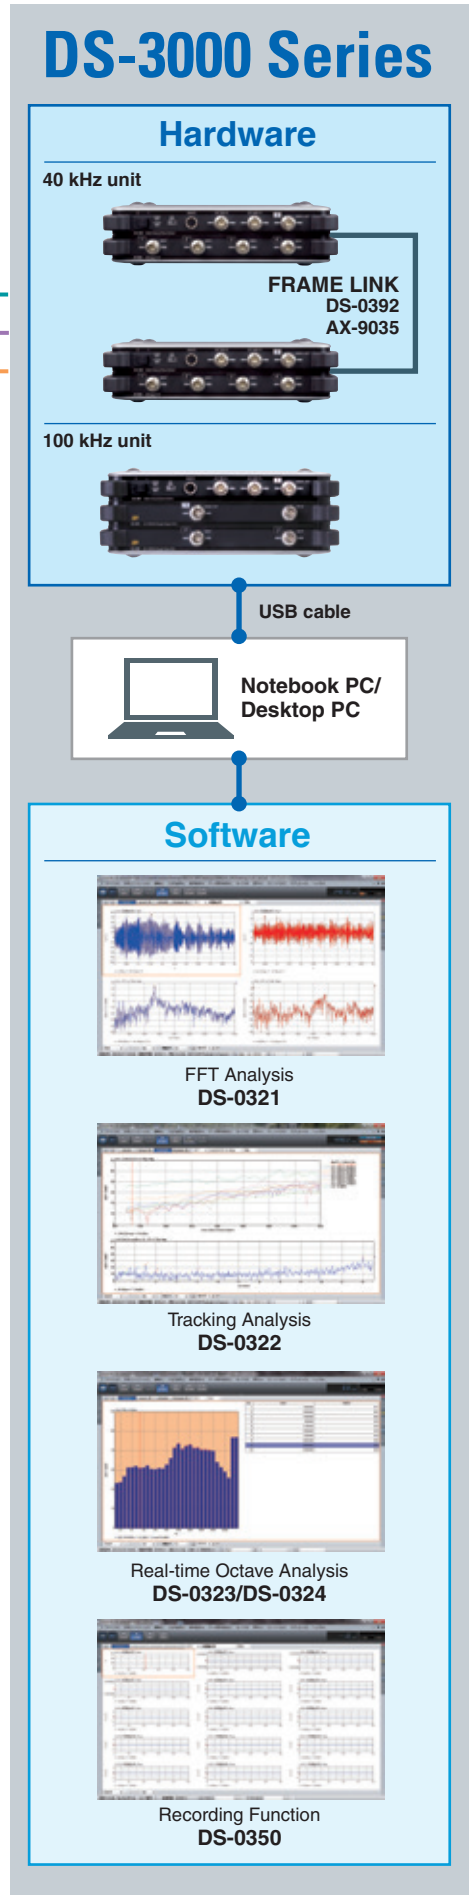 DS-3000 Series
Hardware
40 kHz unit
FRAME LINK
DS-0392
AX-9035
100 kHz unit
USB cable
Notebook PC/
Desktop PC
Software
FFT Analysis
DS-0321
Tracking Analysis
DS-0322
Real-time Octave Analysis
DS-0323/DS-0324
Recording Function
DS-0350